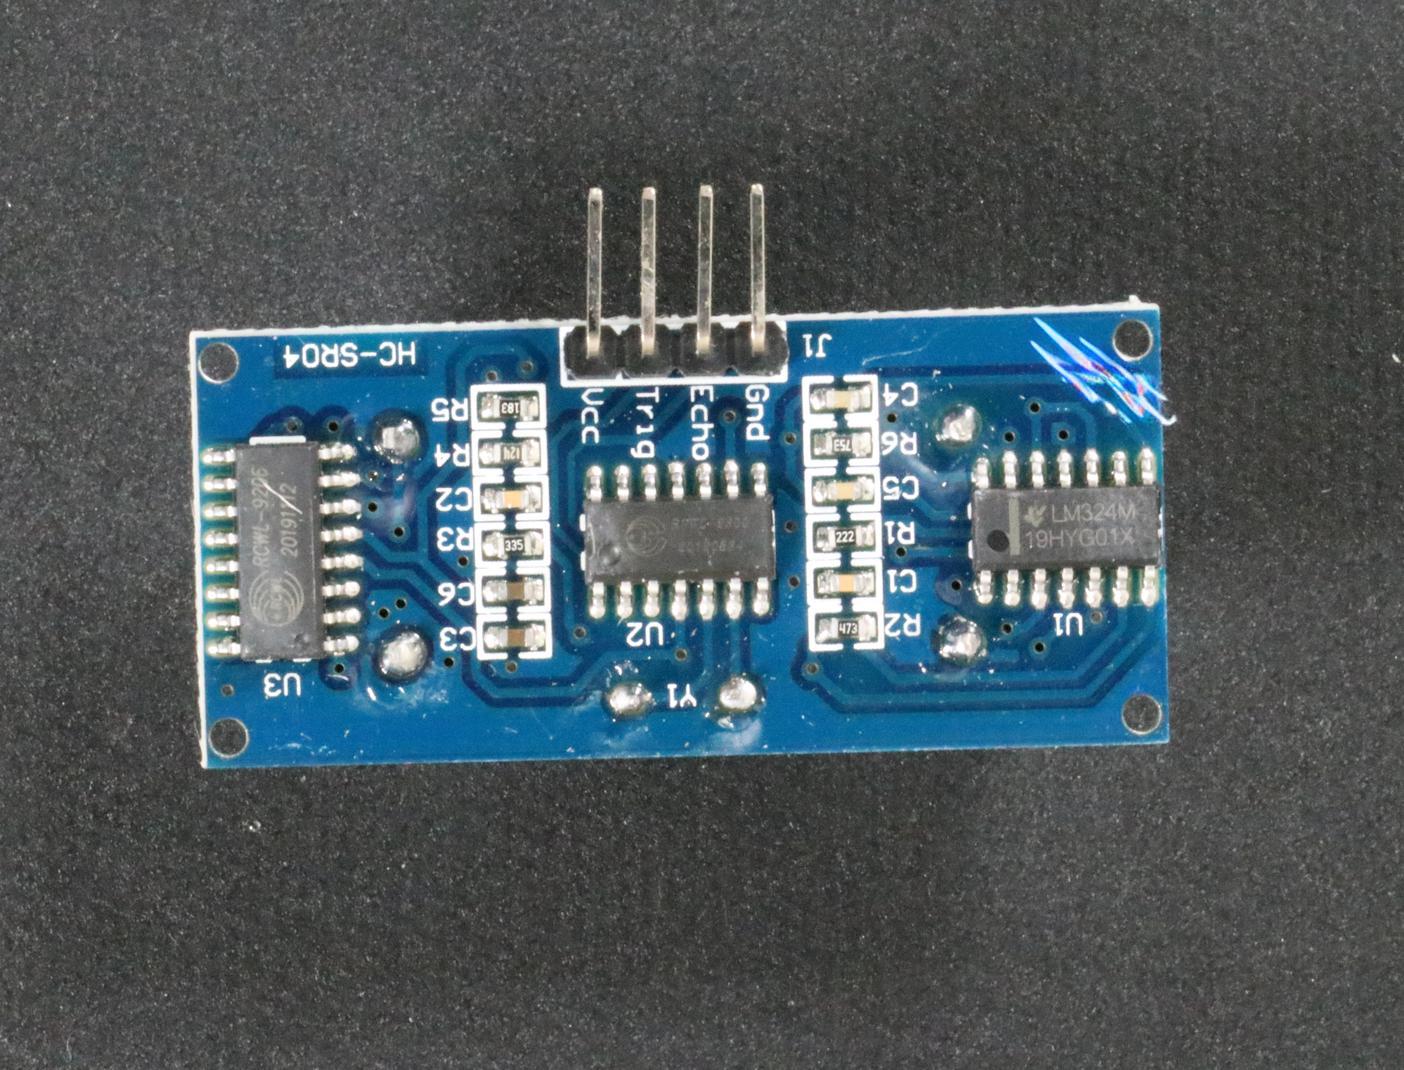 HC-SR04
J1
Vcc
Trig
Echo
Gnd
R5
183
R4
124
C2
R3
335
C6
C3
C4
R6
753
C5
R1
222
C1
R2
473
RCWL-9206
2019112
U3
U2
Y1
LM324M
19HYG01X
U1